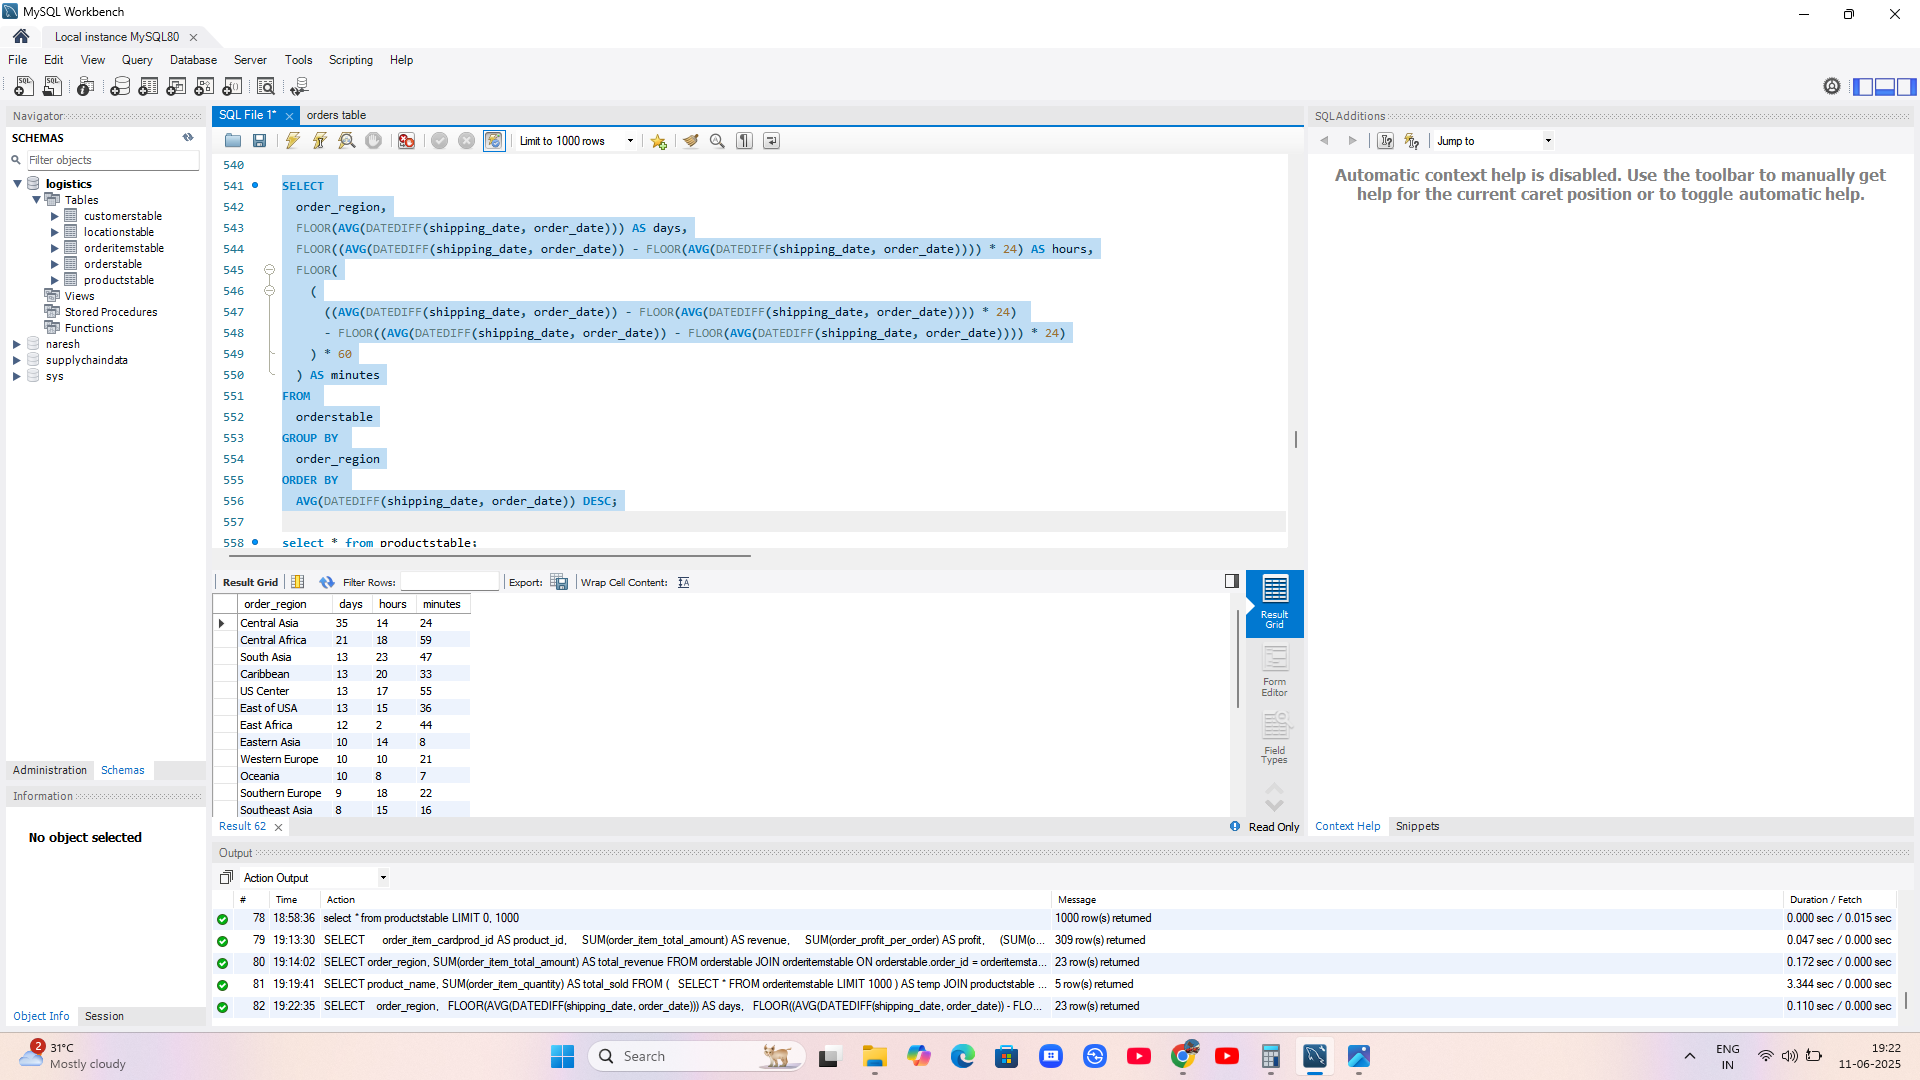 MySQL Workbench
Local instance MySQL80
File Edit View Query Database Server Tools Scripting Help
Navigator
SCHEMAS
Filter objects
logistics
Tables
customerstable
locationstable
orderitemstable
orderstable
productstable
Views
Stored Procedures
Functions
naresh
supplychaindata
sys
Administration Schemas
Information
No object selected
Object Info Session
SQL File 1* orders table
Limit to 1000 rows
540
541 SELECT
542 order_region,
543 FLOOR(AVG(DATEDIFF(shipping_date, order_date))) AS days,
544 FLOOR((AVG(DATEDIFF(shipping_date, order_date)) - FLOOR(AVG(DATEDIFF(shipping_date, order_date)))) * 24) AS hours,
545 FLOOR(
546 (
547 ((AVG(DATEDIFF(shipping_date, order_date)) - FLOOR(AVG(DATEDIFF(shipping_date, order_date)))) * 24)
548 - FLOOR((AVG(DATEDIFF(shipping_date, order_date)) - FLOOR(AVG(DATEDIFF(shipping_date, order_date)))) * 24)
549 ) * 60
550 ) AS minutes
551 FROM
552 orderstable
553 GROUP BY
554 order_region
555 ORDER BY
556 AVG(DATEDIFF(shipping_date, order_date)) DESC;
557
558 select * from productstable;
Result Grid Filter Rows: Export: Wrap Cell Content:
order_region days hours minutes
Central Asia 35 14 24
Central Africa 21 18 59
South Asia 13 23 47
Caribbean 13 20 33
US Center 13 17 55
East of USA 13 15 36
East Africa 12 2 44
Eastern Asia 10 14 8
Western Europe 10 10 21
Oceania 10 8 7
Southern Europe 9 18 22
Southeast Asia 8 15 16
Result Grid
Form Editor
Field Types
Result 62
Read Only
SQLAdditions
Jump to
Automatic context help is disabled. Use the toolbar to manually get
help for the current caret position or to toggle automatic help.
Context Help Snippets
Output
Action Output
# Time Action Message Duration / Fetch
78 18:58:36 select * from productstable LIMIT 0, 1000 1000 row(s) returned 0.000 sec / 0.015 sec
79 19:13:30 SELECT order_item_cardprod_id AS product_id, SUM(order_item_total_amount) AS revenue, SUM(order_profit_per_order) AS profit, (SUM(o... 309 row(s) returned 0.047 sec / 0.000 sec
80 19:14:02 SELECT order_region, SUM(order_item_total_amount) AS total_revenue FROM orderstable JOIN orderitemstable ON orderstable.order_id = orderitemsta... 23 row(s) returned 0.172 sec / 0.000 sec
81 19:19:41 SELECT product_name, SUM(order_item_quantity) AS total_sold FROM ( SELECT * FROM orderitemstable LIMIT 1000 ) AS temp JOIN productstable ... 5 row(s) returned 3.344 sec / 0.000 sec
82 19:22:35 SELECT order_region, FLOOR(AVG(DATEDIFF(shipping_date, order_date))) AS days, FLOOR((AVG(DATEDIFF(shipping_date, order_date)) - FLO... 23 row(s) returned 0.110 sec / 0.000 sec
2
31°C
Mostly cloudy
Search
ENG
IN
19:22
11-06-2025